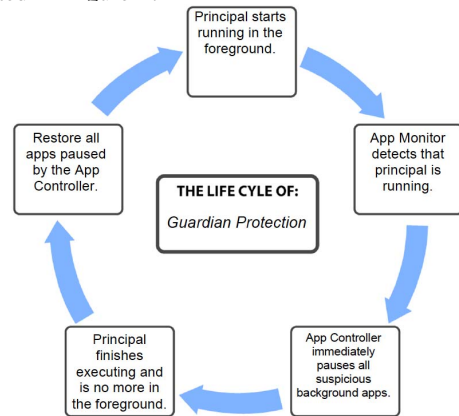 Principal starts
running in the
foreground.
App Monitor
detects that
principal is
running.
App Controller
immediately
pauses all
suspicious
background apps.
Principal
finishes
executing and
is no more in
the foreground.
Restore all
apps paused
by the App
Controller.
THE LIFE CYLE OF:
Guardian Protection